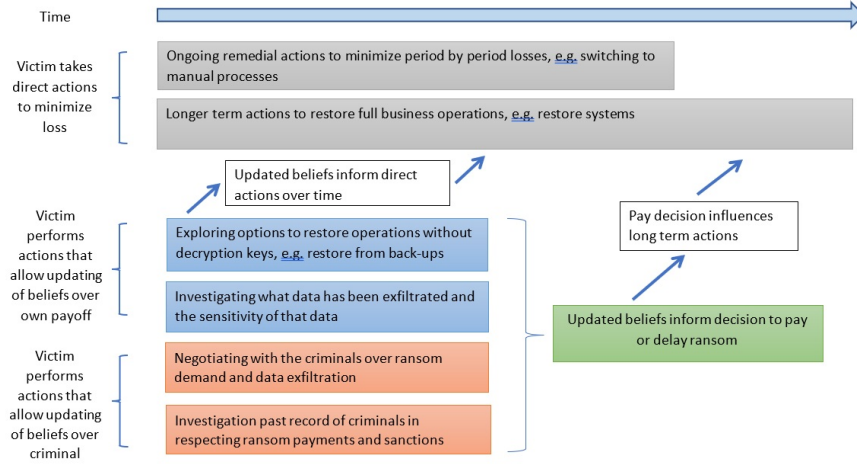 Time
Victim takes
direct actions
to minimize
loss
Ongoing remedial actions to minimize period by period losses, e.g. switching to
manual processes
Longer term actions to restore full business operations, e.g. restore systems
Updated beliefs inform direct
actions over time
Pay decision influences
long term actions
Victim
performs
actions that
allow updating
of beliefs over
own payoff
Exploring options to restore operations without
decryption keys, e.g. restore from back-ups
Investigating what data has been exfiltrated and
the sensitivity of that data
Updated beliefs inform decision to pay
or delay ransom
Victim
performs
actions that
allow updating
of beliefs over
criminal
Negotiating with the criminals over ransom
demand and data exfiltration
Investigation past record of criminals in
respecting ransom payments and sanctions